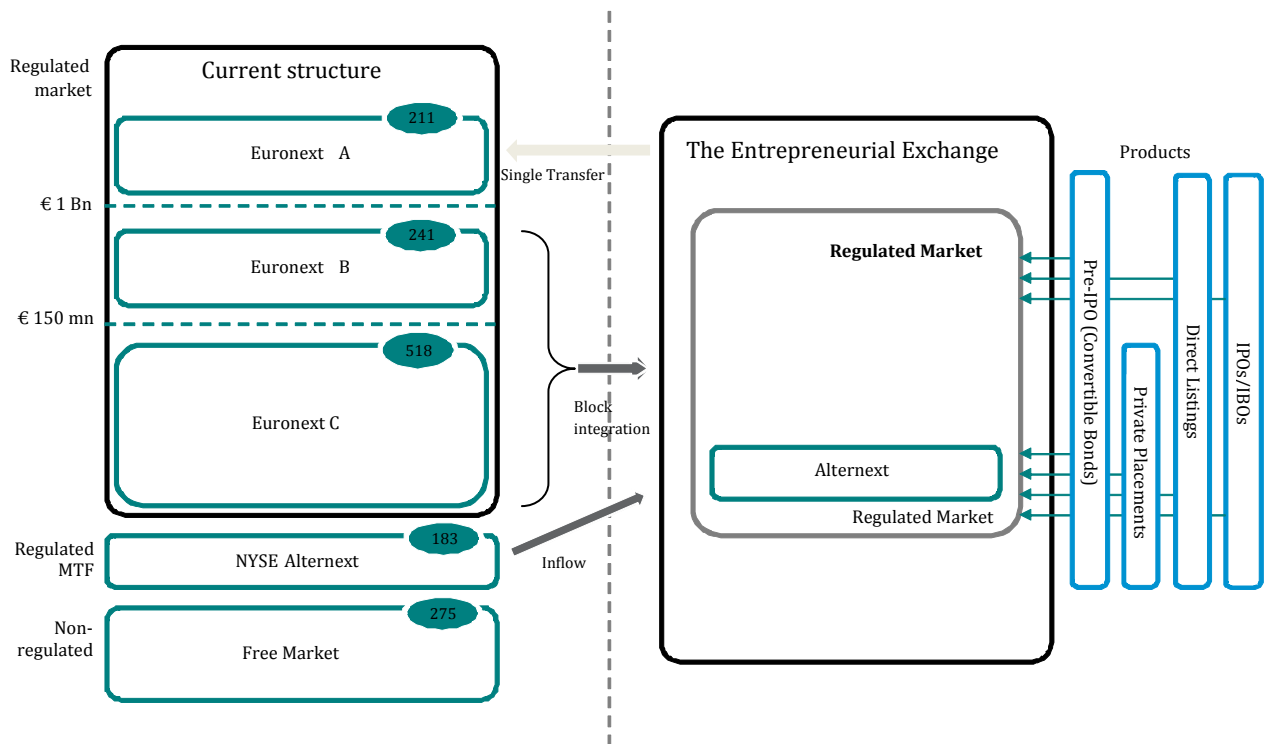 Regulated
market
Current structure
211
Euronext A
€ 1 Bn
241
Euronext B
€ 150 mn
518
Euronext C
Regulated
MTF
183
NYSE Alternext
Non-
regulated
275
Free Market
Single Transfer
Block
integration
Inflow
The Entrepreneurial Exchange
Regulated Market
Alternext
Regulated Market
Products
Pre-IPO (Convertible Bonds)
Private Placements
Direct Listings
IPOs/IBOs